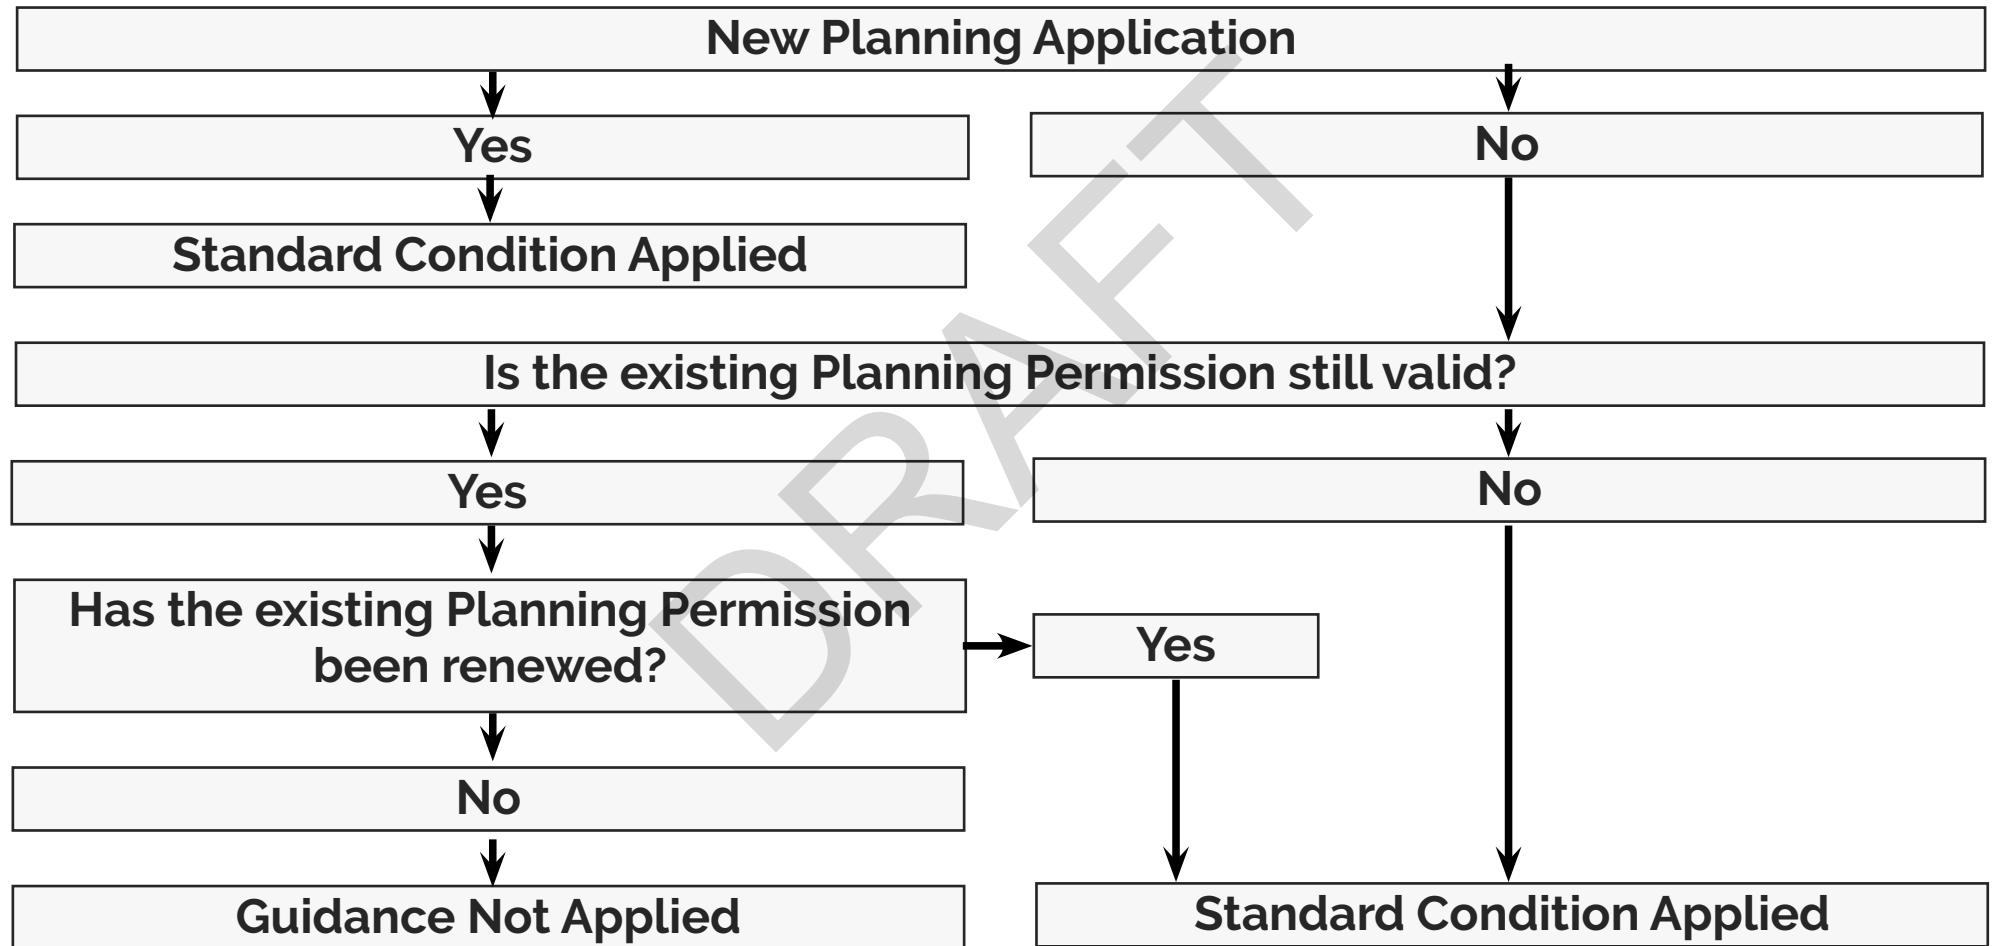 New Planning Application
Yes
No
Standard Condition Applied
Is the existing Planning Permission still valid?
Yes
No
Has the existing Planning Permission
been renewed?
Yes
No
Guidance Not Applied
Standard Condition Applied
DRAFT